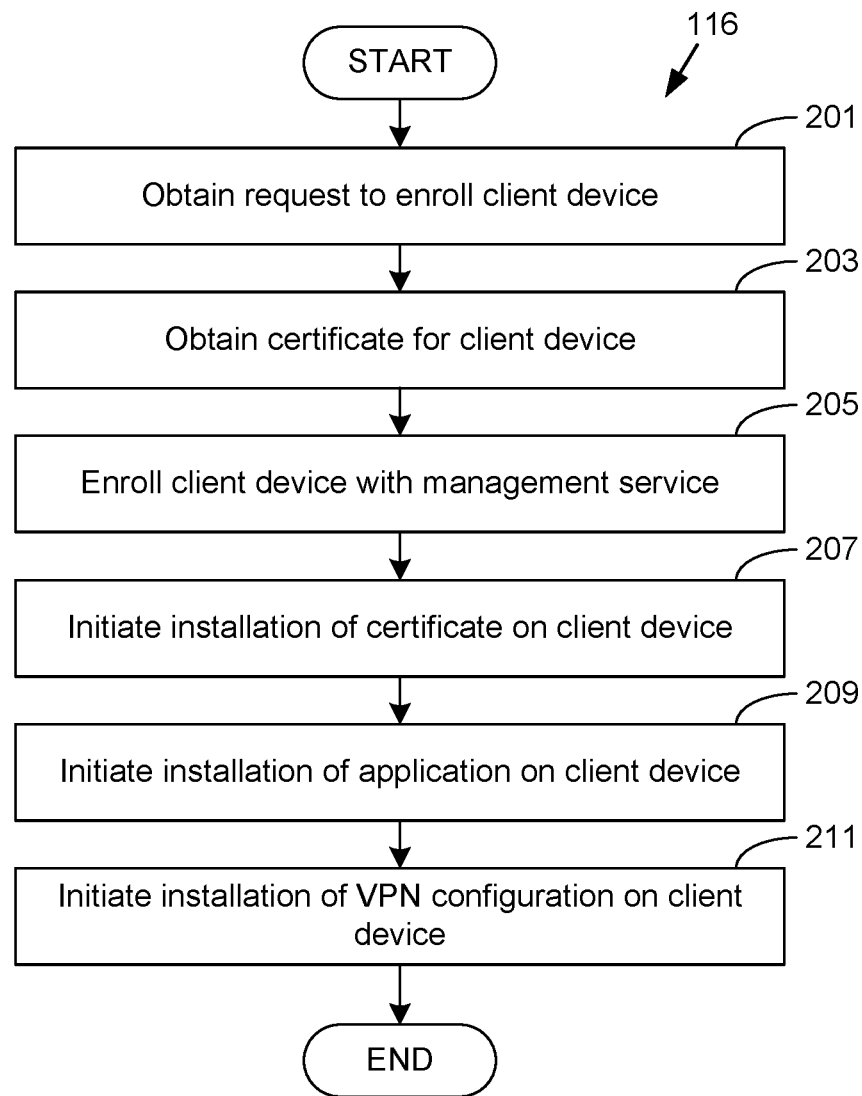 116
START
201
Obtain request to enroll client device
203
Obtain certificate for client device
205
Enroll client device with management service
207
Initiate installation of certificate on client device
209
Initiate installation of application on client device
211
Initiate installation of VPN configuration on client
device
END